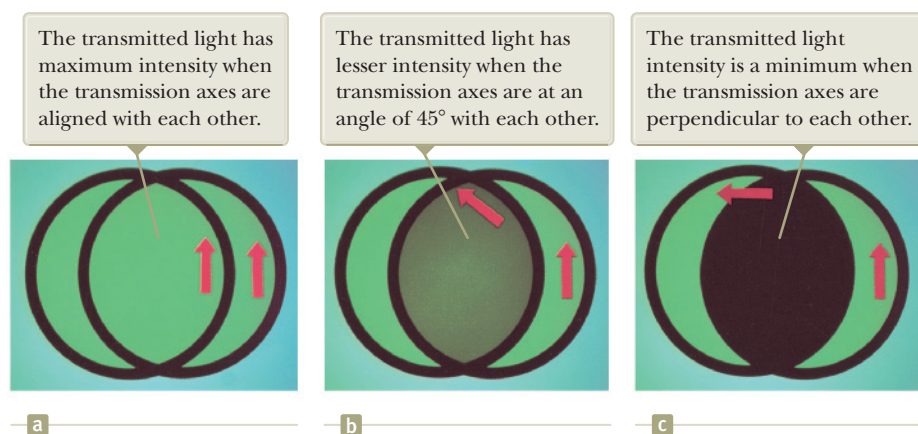 The transmitted light has
maximum intensity when
the transmission axes are
aligned with each other.
The transmitted light has
lesser intensity when the
transmission axes are at an
angle of 45° with each other.
The transmitted light
intensity is a minimum when
the transmission axes are
perpendicular to each other.
a
b
c